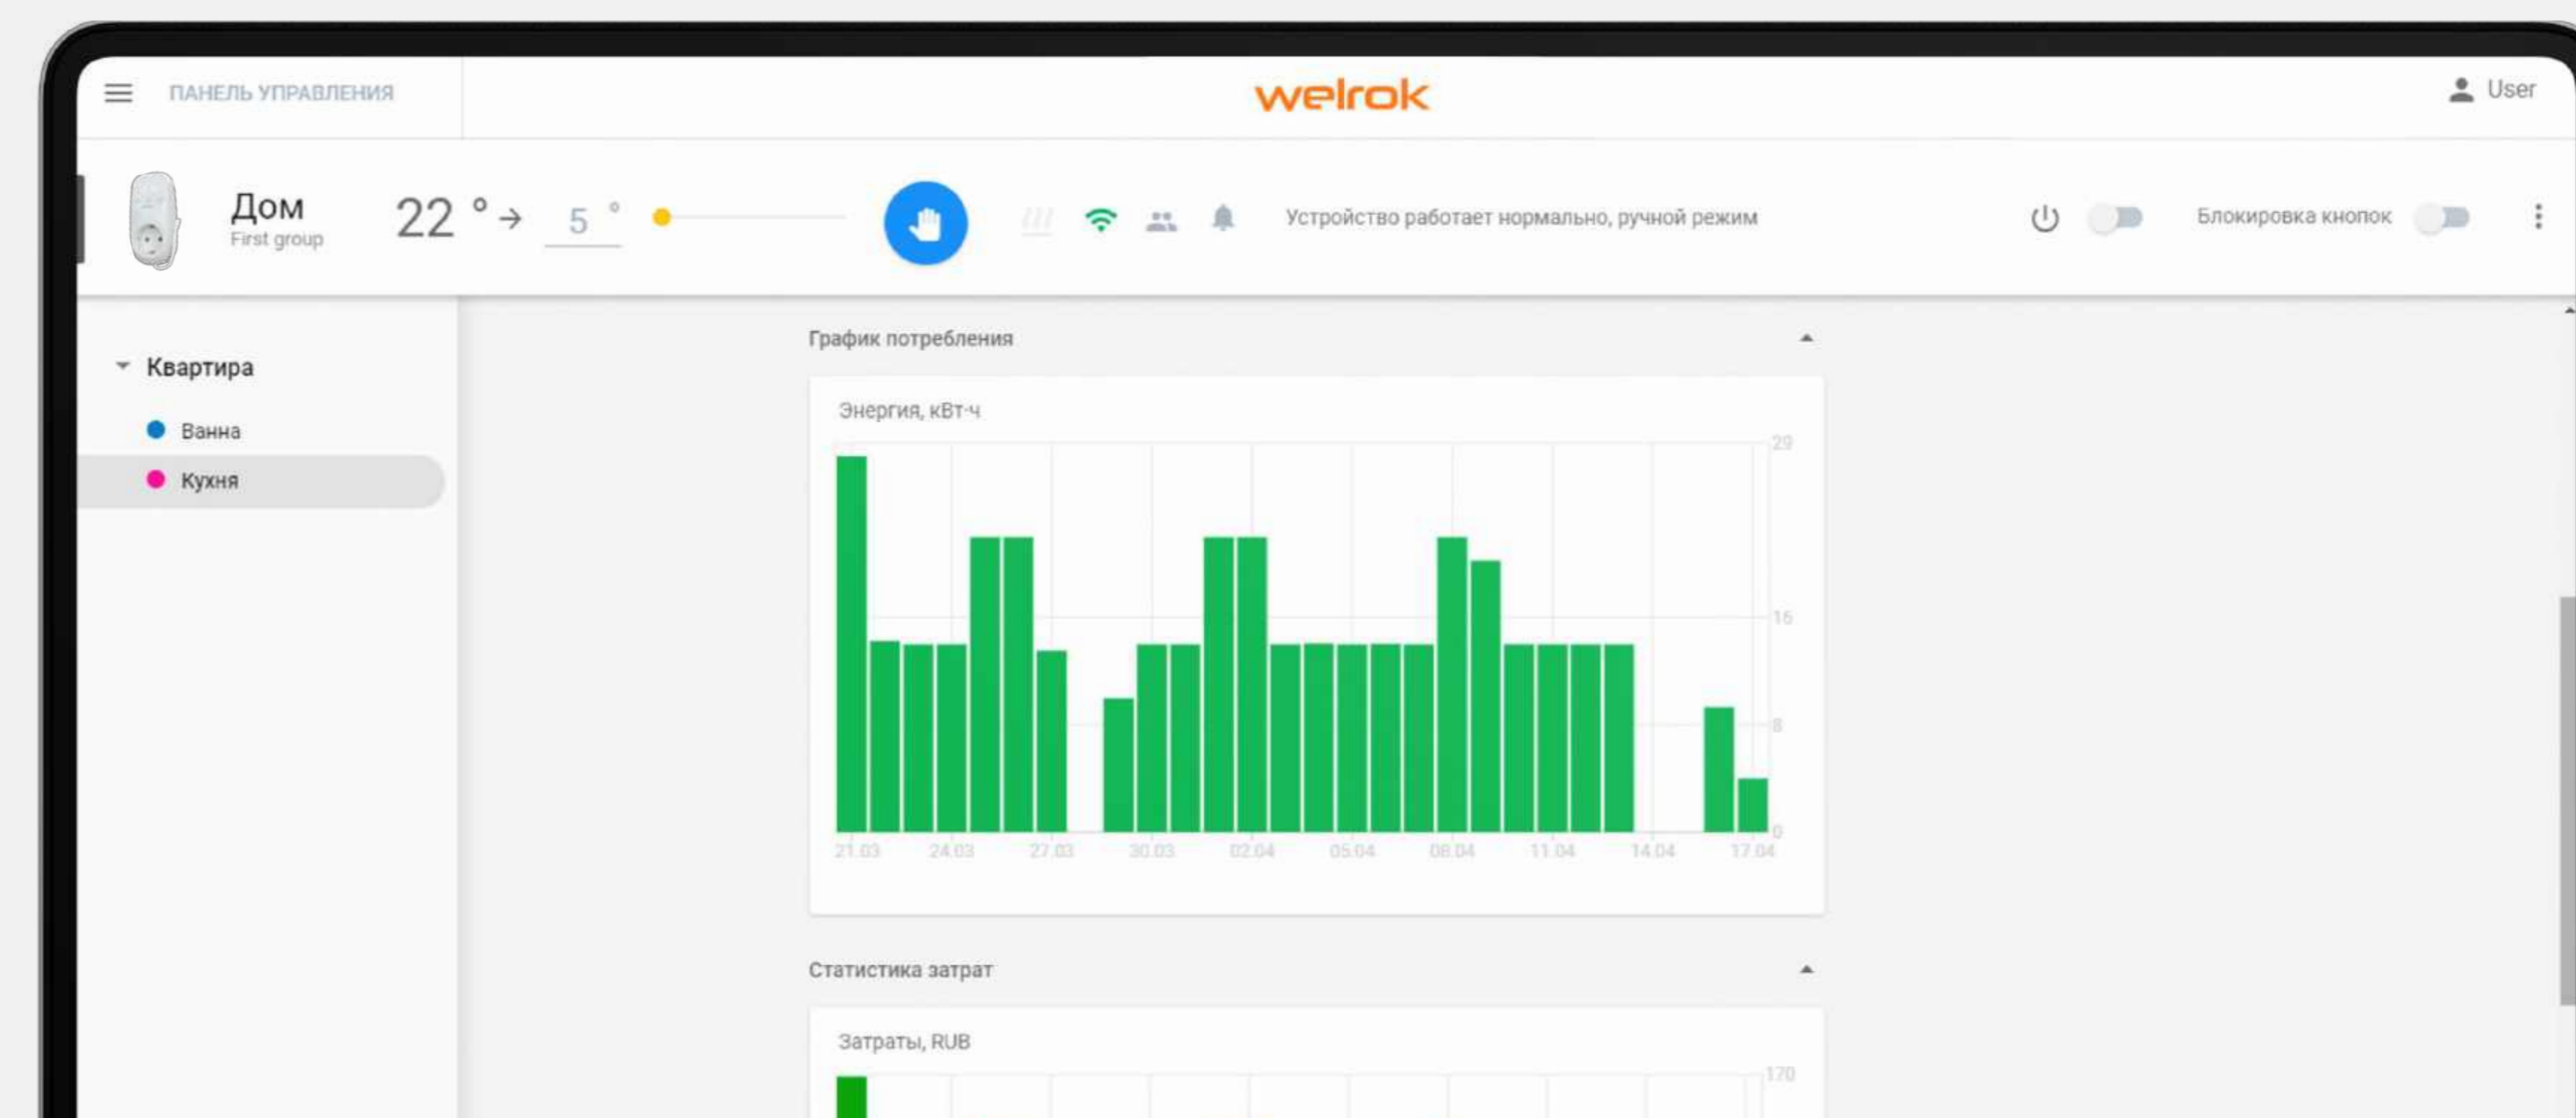 ПАНЕЛЬ УПРАВЛЕНИЯ
welrok
User
Дом
First group
22 ° → 5 °
Устройство работает нормально, ручной режим
Блокировка кнопок
Квартира
Ванна
Кухня
График потребления
Энергия, кВт·ч
29
16
8
0
21.03 24.03 27.03 30.03 02.04 05.04 08.04 11.04 14.04 17.04
Статистика затрат
Затраты, RUB
170